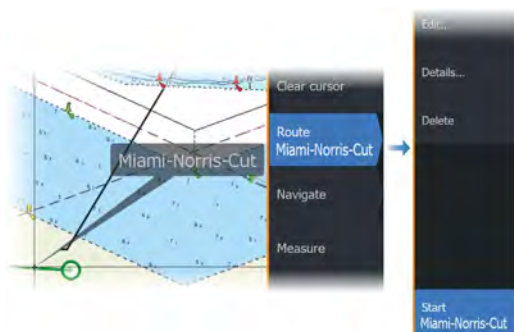 Miami-Norris-Cut
Clear cursor
Route
Miami-Norris-Cut
Navigate
Measure
Edit...
Details...
Delete
Start
Miami-Norris-Cut